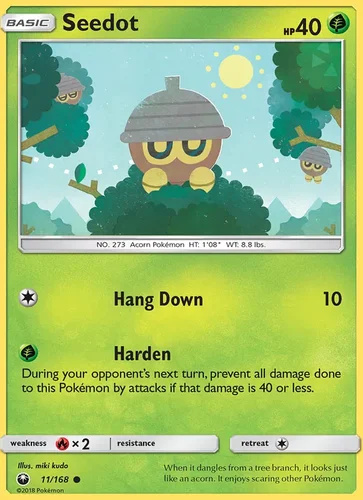 BASIC Seedot HP 40
NO. 273 Acorn Pokémon HT: 1'08" WT: 8.8 lbs.
Hang Down 10
Harden
During your opponent's next turn, prevent all damage done
to this Pokémon by attacks if that damage is 40 or less.
weakness × 2 resistance retreat
Illus. miki kudo
11/168
©2018 Pokémon
When it dangles from a tree branch, it looks just
like an acorn. It enjoys scaring other Pokémon.